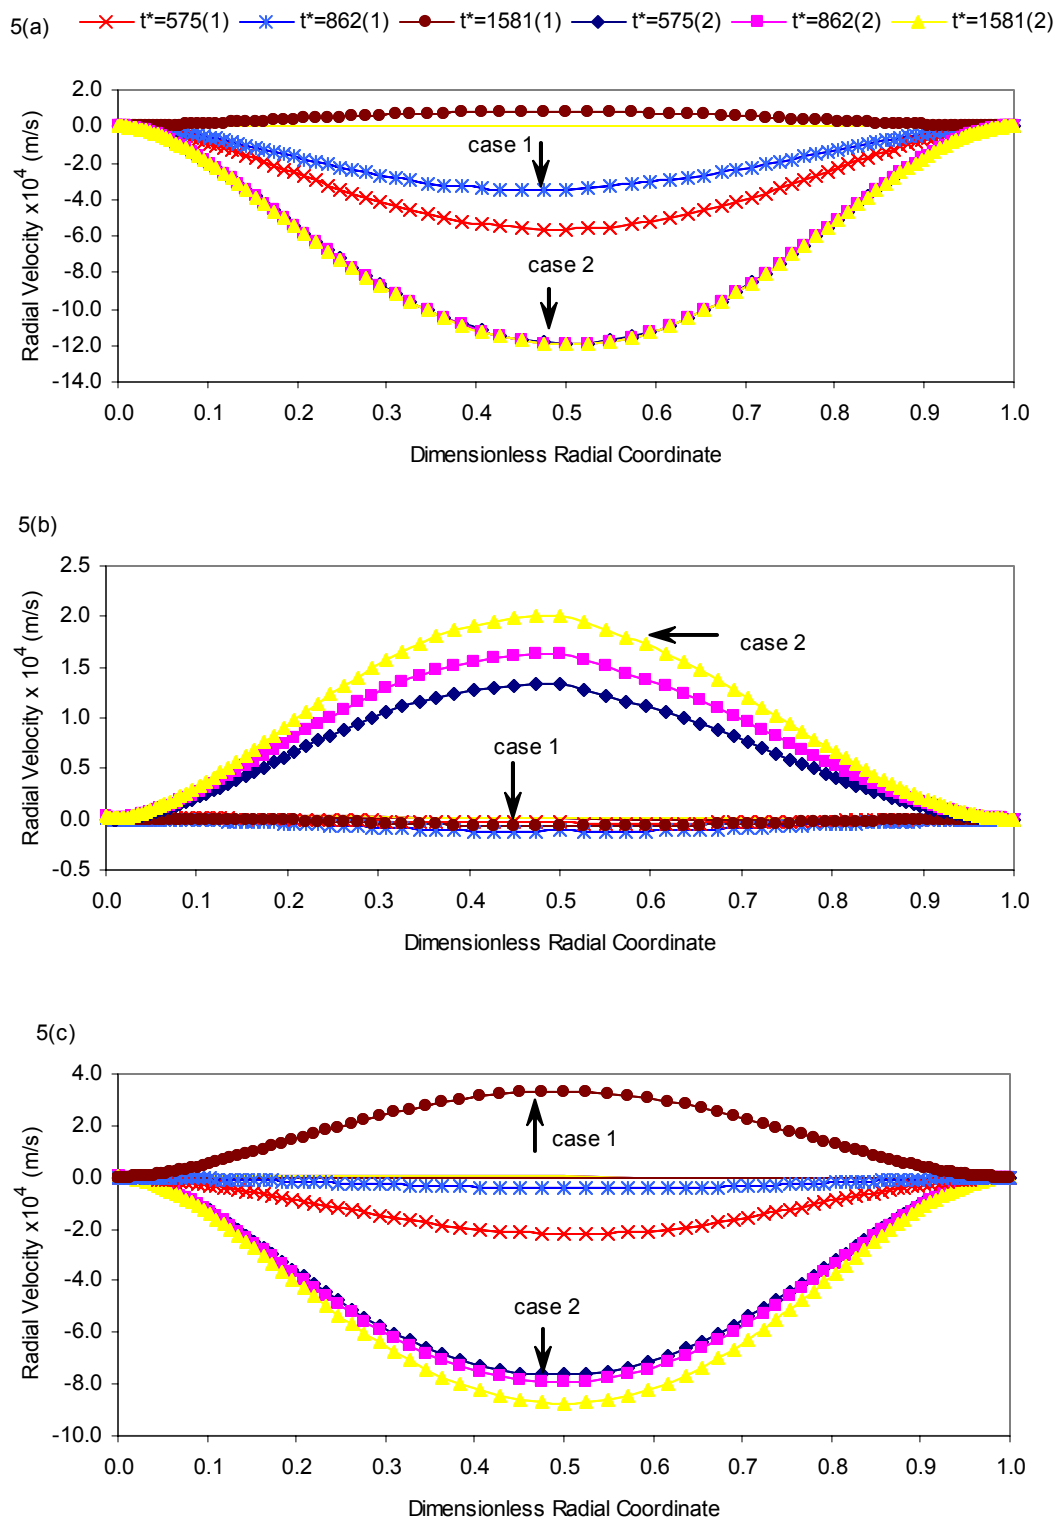 5(a) t*=575(1) t*=862(1) t*=1581(1) t*=575(2) t*=862(2) t*=1581(2)
Radial Velocity x10⁴ (m/s)
2.0
0.0
-2.0
-4.0
-6.0
-8.0
-10.0
-12.0
-14.0
case 1
case 2
0.0 0.1 0.2 0.3 0.4 0.5 0.6 0.7 0.8 0.9 1.0
Dimensionless Radial Coordinate
5(b)
Radial Velocity x 10⁴ (m/s)
2.5
2.0
1.5
1.0
0.5
0.0
-0.5
case 2
case 1
0.0 0.1 0.2 0.3 0.4 0.5 0.6 0.7 0.8 0.9 1.0
Dimensionless Radial Coordinate
5(c)
Radial Velocity x10⁴ (m/s)
4.0
2.0
0.0
-2.0
-4.0
-6.0
-8.0
-10.0
case 1
case 2
0.0 0.1 0.2 0.3 0.4 0.5 0.6 0.7 0.8 0.9 1.0
Dimensionless Radial Coordinate